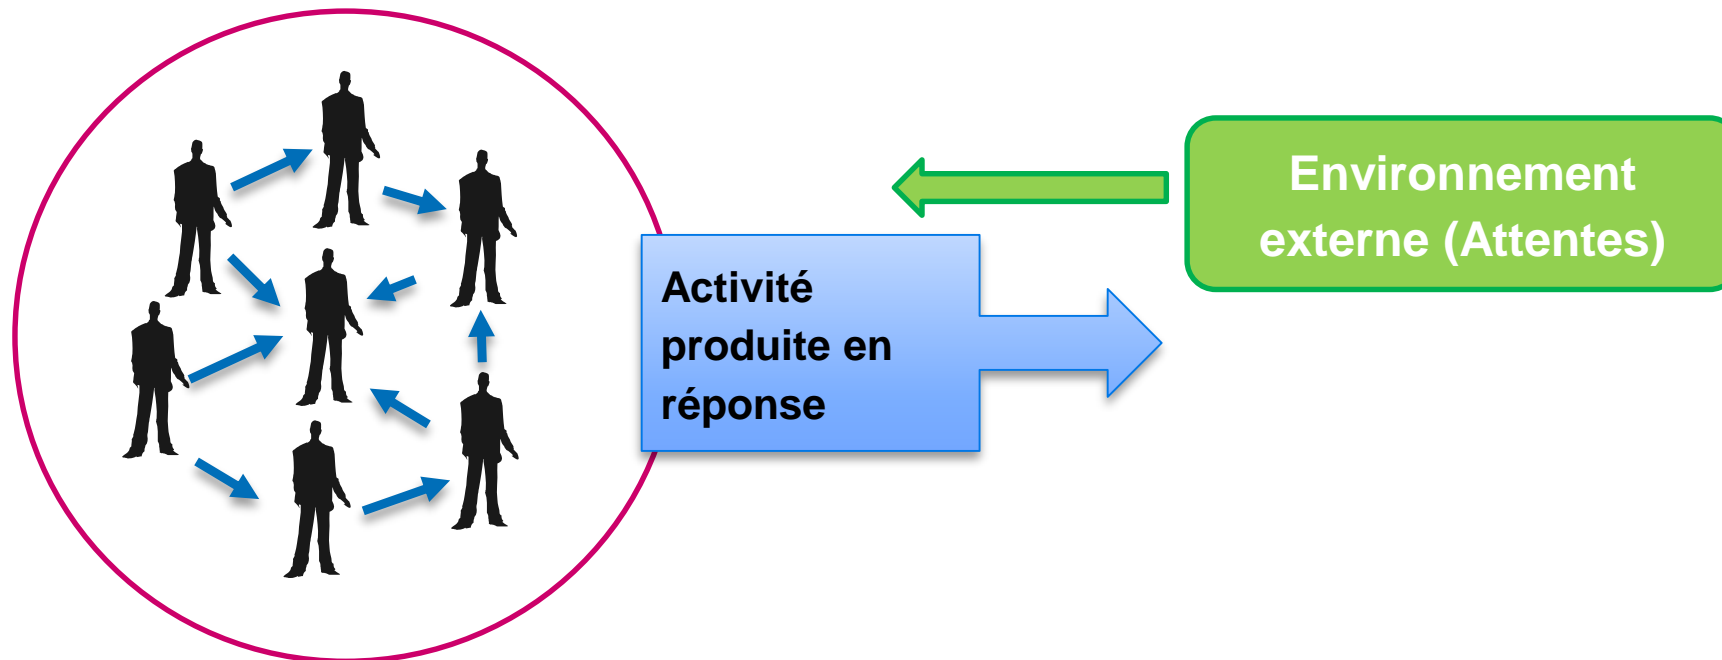 Environnement
externe (Attentes)
Activité
produite en
réponse